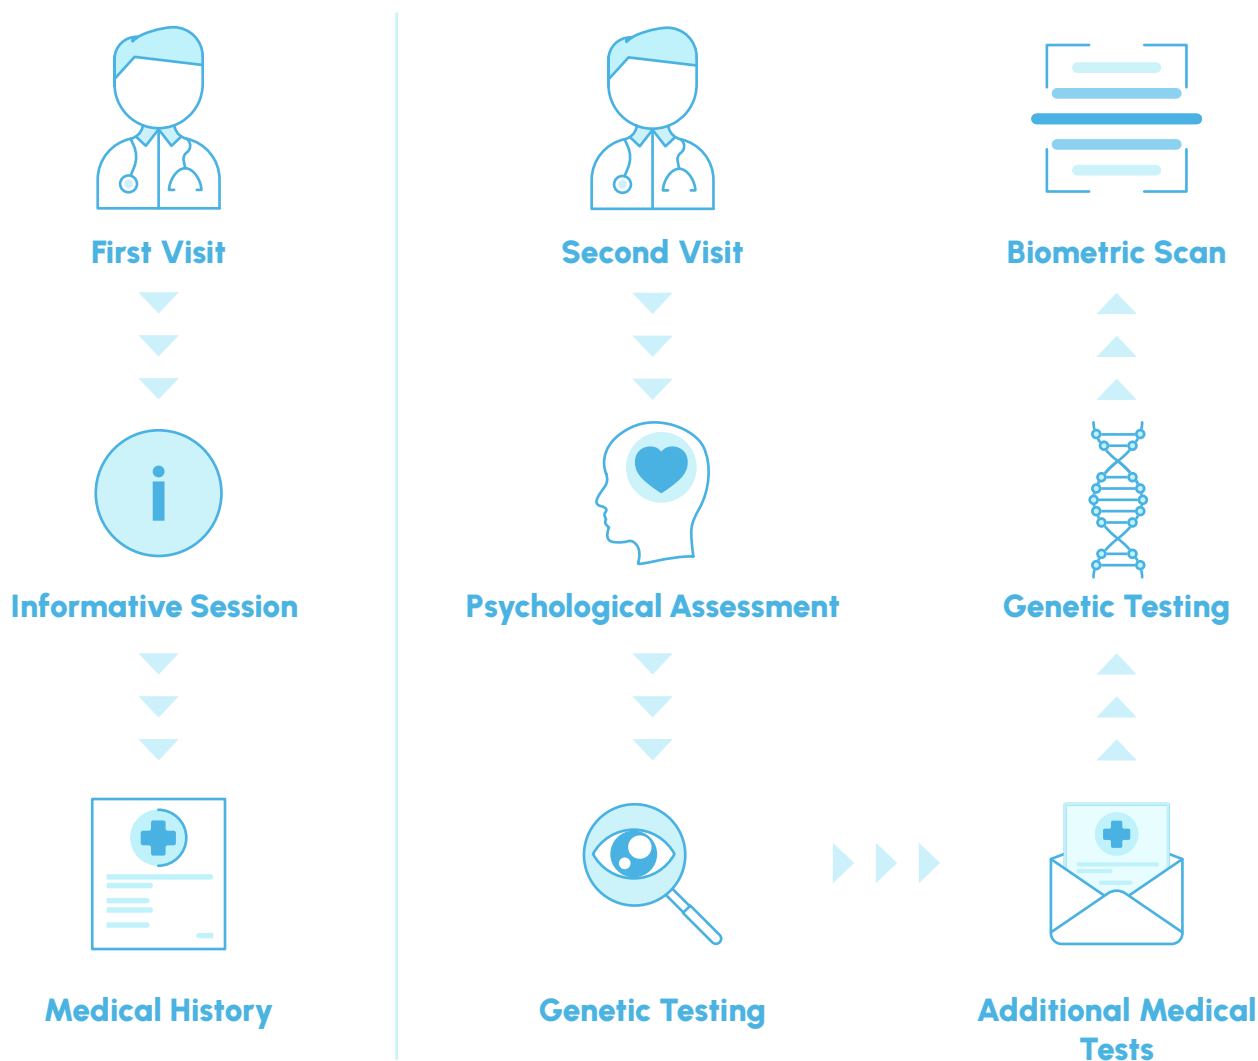 First Visit
Informative Session
Medical History
Second Visit
Psychological Assessment
Genetic Testing
Additional Medical
Tests
Genetic Testing
Biometric Scan